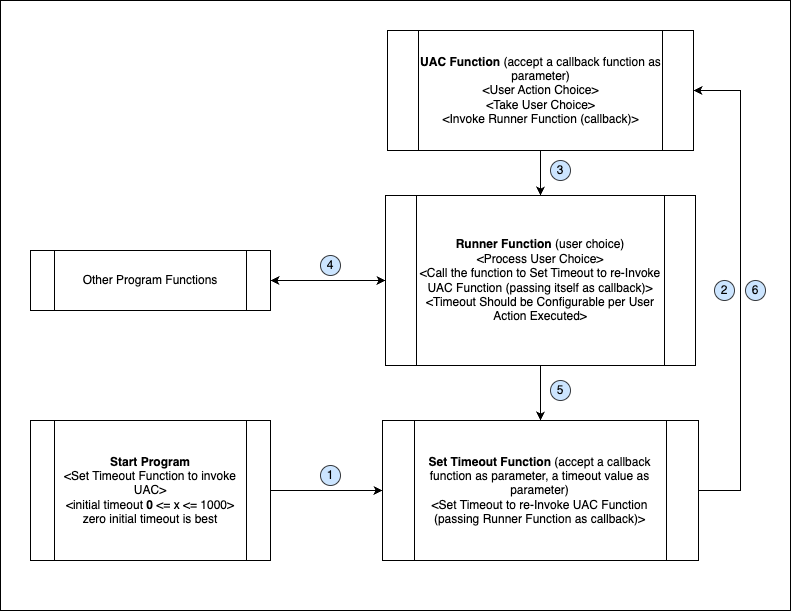 UAC Function (accept a callback function as
parameter)
<User Action Choice>
<Take User Choice>
<Invoke Runner Function (callback)>
3
Runner Function (user choice)
<Process User Choice>
<Call the function to Set Timeout to re-Invoke
UAC Function (passing itself as callback)>
<Timeout Should be Configurable per User
Action Executed>
4
Other Program Functions
2
6
5
Start Program
<Set Timeout Function to invoke
UAC>
<initial timeout 0 <= x <= 1000>
zero initial timeout is best
1
Set Timeout Function (accept a callback
function as parameter, a timeout value as
parameter)
<Set Timeout to re-Invoke UAC Function
(passing Runner Function as callback)>